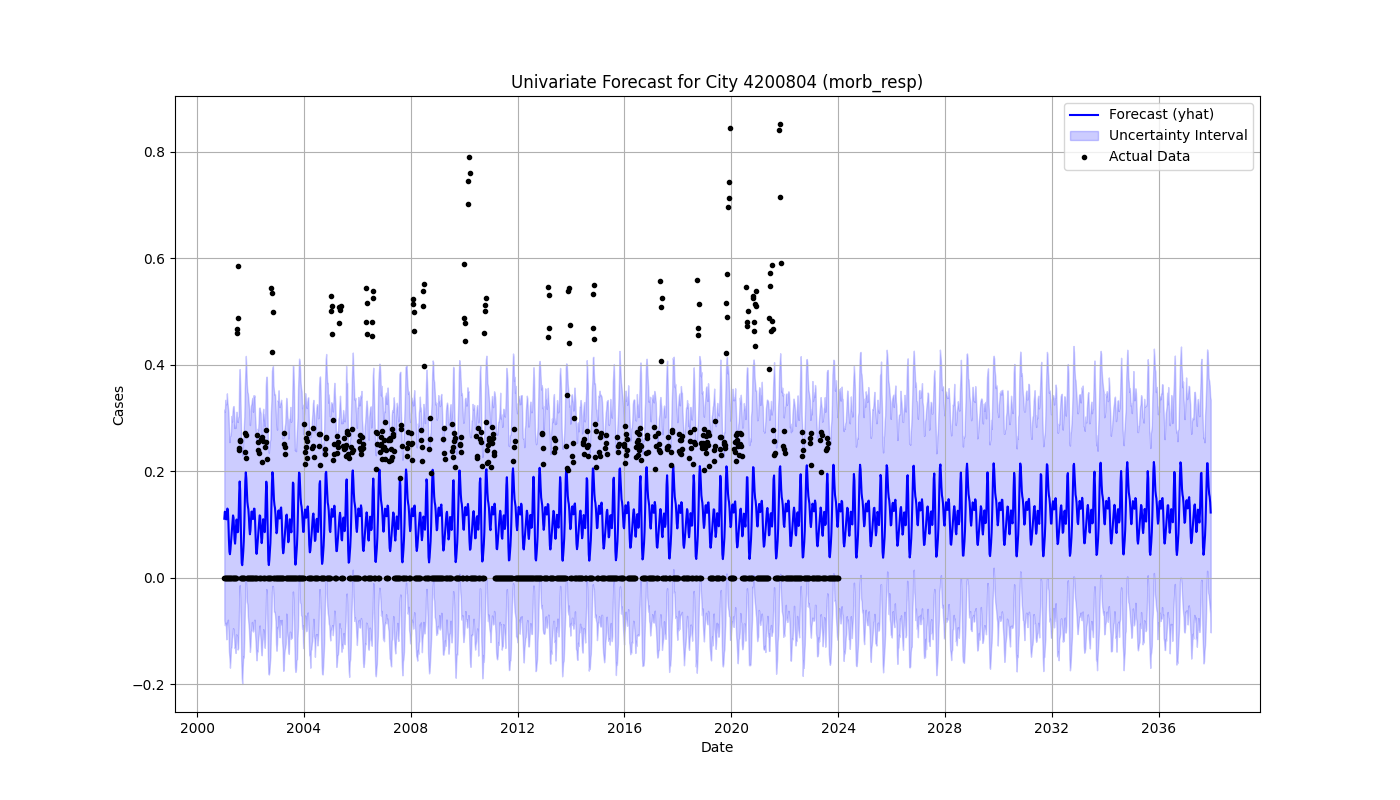 Univariate Forecast for City 4200804 (morb_resp)
Forecast (yhat)
Uncertainty Interval
Actual Data
Cases
0.8
0.6
0.4
0.2
0.0
−0.2
2000 2004 2008 2012 2016 2020 2024 2028 2032 2036
Date